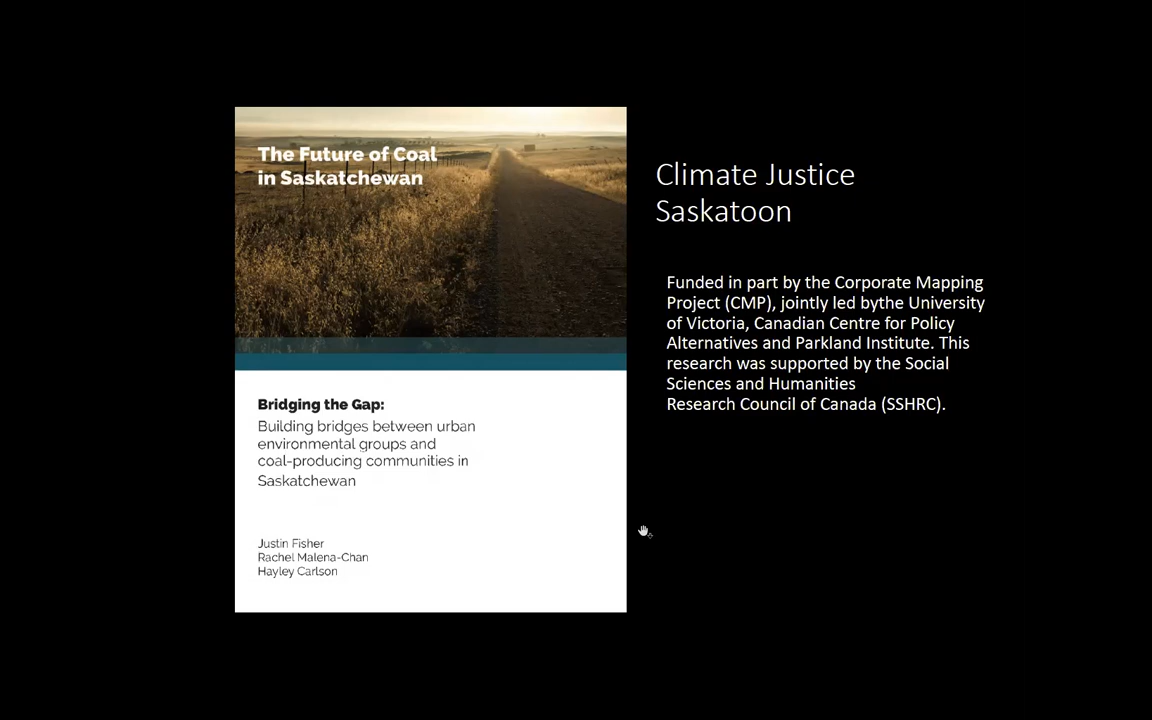 The Future of Coal
in Saskatchewan
Bridging the Gap:
Building bridges between urban
environmental groups and
coal-producing communities in
Saskatchewan
Justin Fisher
Rachel Malena-Chan
Hayley Carlson
Climate Justice
Saskatoon
Funded in part by the Corporate Mapping
Project (CMP), jointly led bythe University
of Victoria, Canadian Centre for Policy
Alternatives and Parkland Institute. This
research was supported by the Social
Sciences and Humanities
Research Council of Canada (SSHRC).